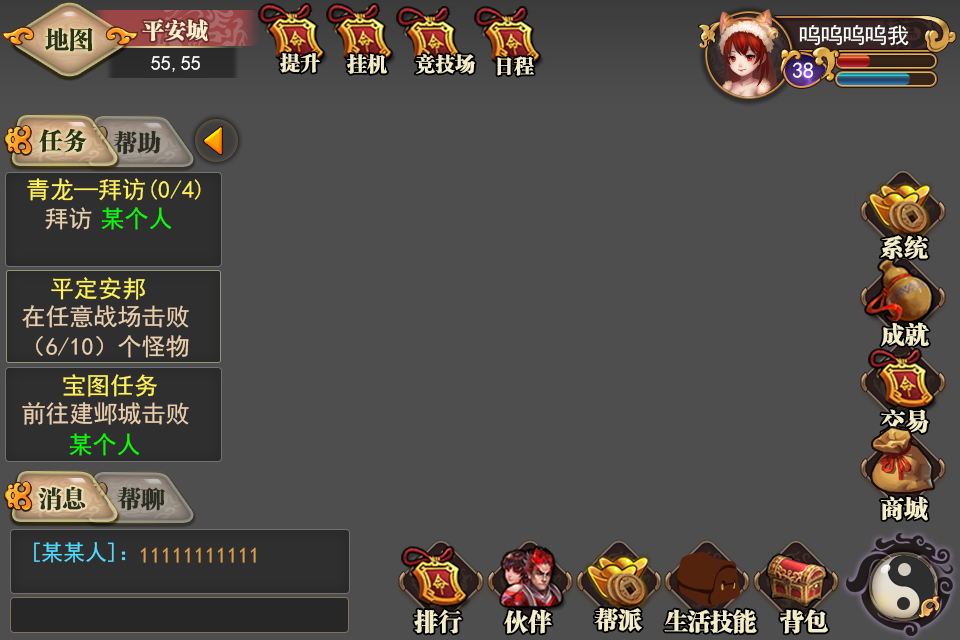 地图
平安城
55,55
提升
挂机
竞技场
日程
呜呜呜呜我
38
任务
帮助
青龙一拜访(0/4)
拜访 某个人
平定安邦
在任意战场击败
（6/10）个怪物
宝图任务
前往建邺城击败
某个人
系统
成就
交易
商城
消息
帮聊
[某某人]：11111111111
排行
伙伴
帮派
生活技能
背包